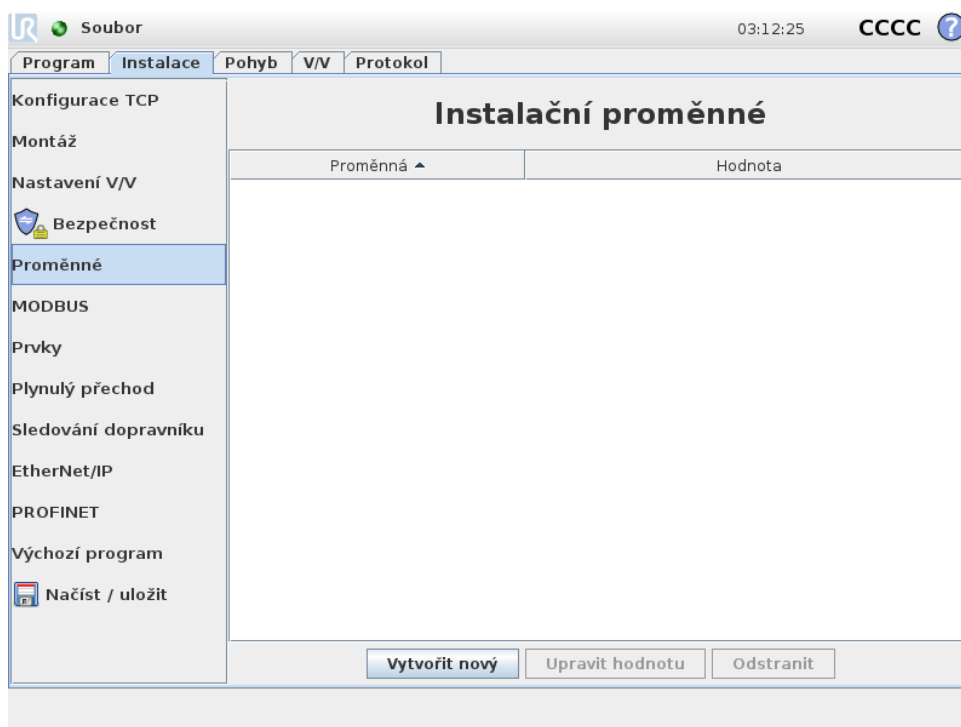 UR Soubor 03:12:25 CCCC ?
Program Instalace Pohyb V/V Protokol
Konfigurace TCP
Montáž
Nastavení V/V
Bezpečnost
Proměnné
MODBUS
Prvky
Plynulý přechod
Sledování dopravníku
EtherNet/IP
PROFINET
Výchozí program
Načíst / uložit
Instalační proměnné
Proměnná Hodnota
Vytvořit nový Upravit hodnotu Odstranit